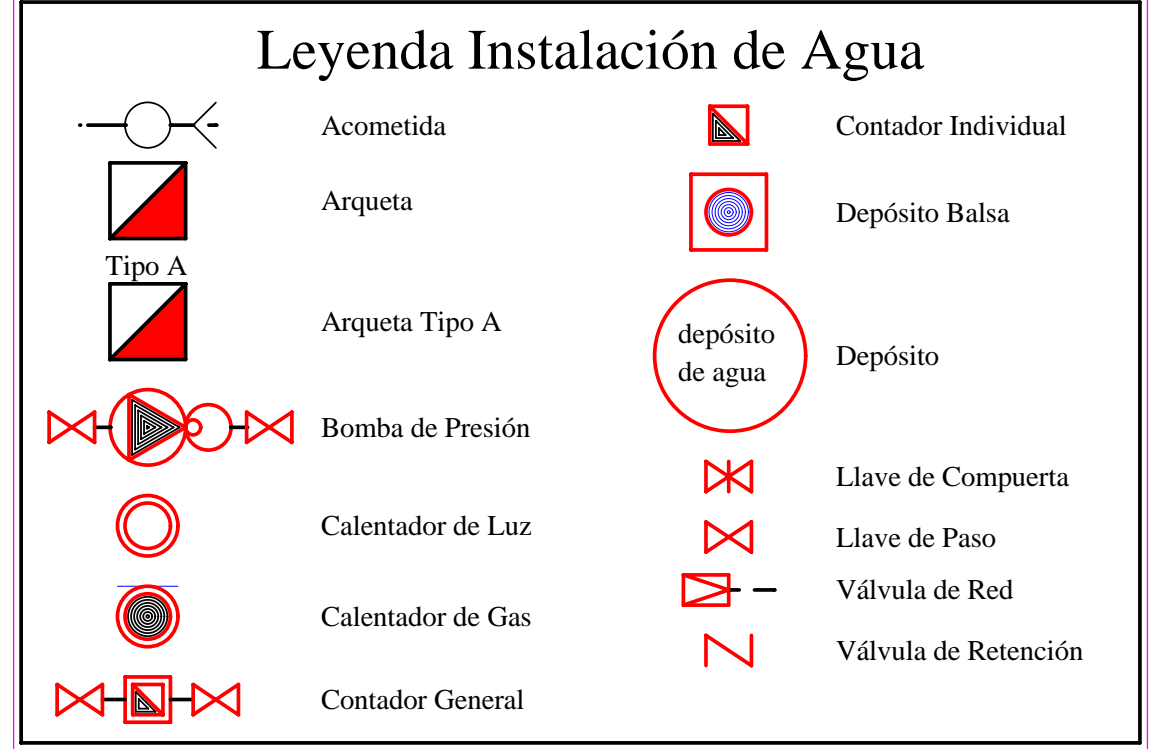 Leyenda Instalación de Agua
Acometida
Arqueta
Tipo A
Arqueta Tipo A
Bomba de Presión
Calentador de Luz
Calentador de Gas
Contador General
Contador Individual
Depósito Balsa
depósito
de agua
Depósito
Llave de Compuerta
Llave de Paso
Válvula de Red
Válvula de Retención